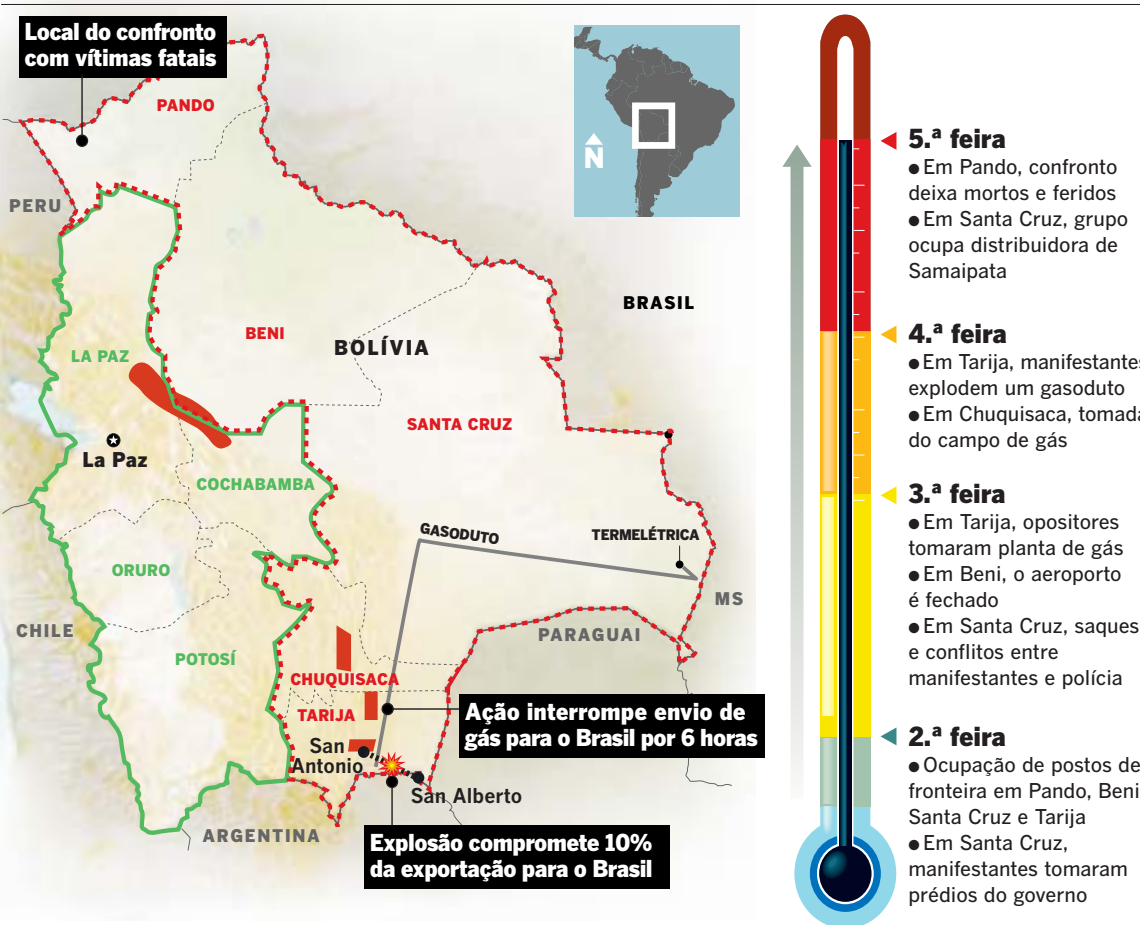 Local do confronto
com vítimas fatais
PANDO
PERU
BENI
BOLÍVIA
BRASIL
LA PAZ
La Paz
SANTA CRUZ
COCHABAMBA
GASODUTO
TERMELÉTRICA
ORURO
MS
CHILE
PARAGUAI
POTOSÍ
CHUQUISACA
TARIJA
Ação interrompe envio de
gás para o Brasil por 6 horas
San
Antonio
San Alberto
ARGENTINA
Explosão compromete 10%
da exportação para o Brasil
N
5.ª feira
● Em Pando, confronto
deixa mortos e feridos
● Em Santa Cruz, grupo
ocupa distribuidora de
Samaipata
4.ª feira
● Em Tarija, manifestantes
explodem um gasoduto
● Em Chuquisaca, tomada
do campo de gás
3.ª feira
● Em Tarija, opositores
tomaram planta de gás
● Em Beni, o aeroporto
é fechado
● Em Santa Cruz, saques
e conflitos entre
manifestantes e polícia
2.ª feira
● Ocupação de postos de
fronteira em Pando, Beni
Santa Cruz e Tarija
● Em Santa Cruz,
manifestantes tomaram
prédios do governo